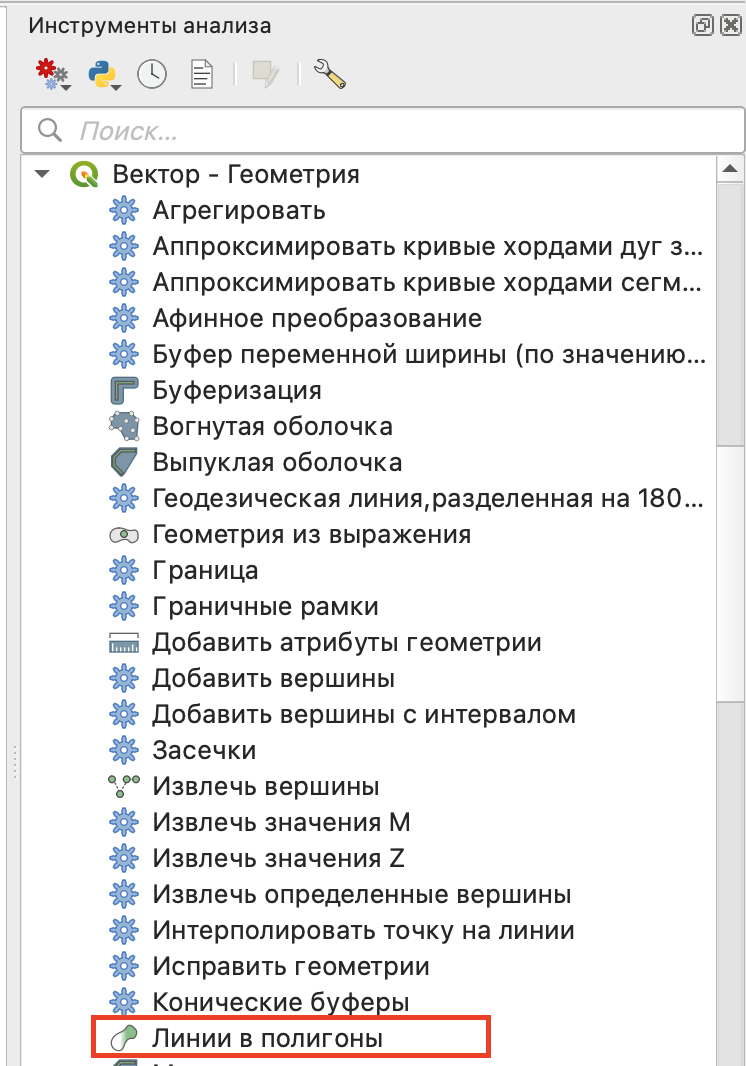 Инструменты анализа
Поиск...
Вектор - Геометрия
Агрегировать
Аппроксимировать кривые хордами дуг з...
Аппроксимировать кривые хордами сегм...
Афинное преобразование
Буфер переменной ширины (по значению...
Буферизация
Вогнутая оболочка
Выпуклая оболочка
Геодезическая линия,разделенная на 180...
Геометрия из выражения
Граница
Граничные рамки
Добавить атрибуты геометрии
Добавить вершины
Добавить вершины с интервалом
Засечки
Извлечь вершины
Извлечь значения M
Извлечь значения Z
Извлечь определенные вершины
Интерполировать точку на линии
Исправить геометрии
Конические буферы
Линии в полигоны